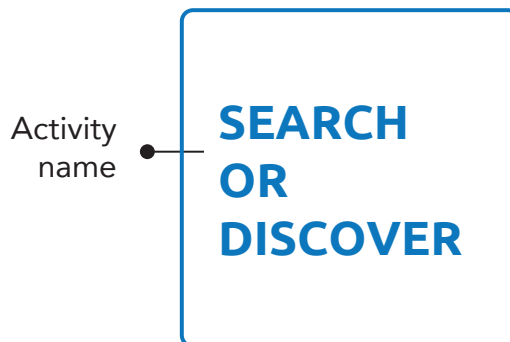 Activity
name
SEARCH
OR
DISCOVER